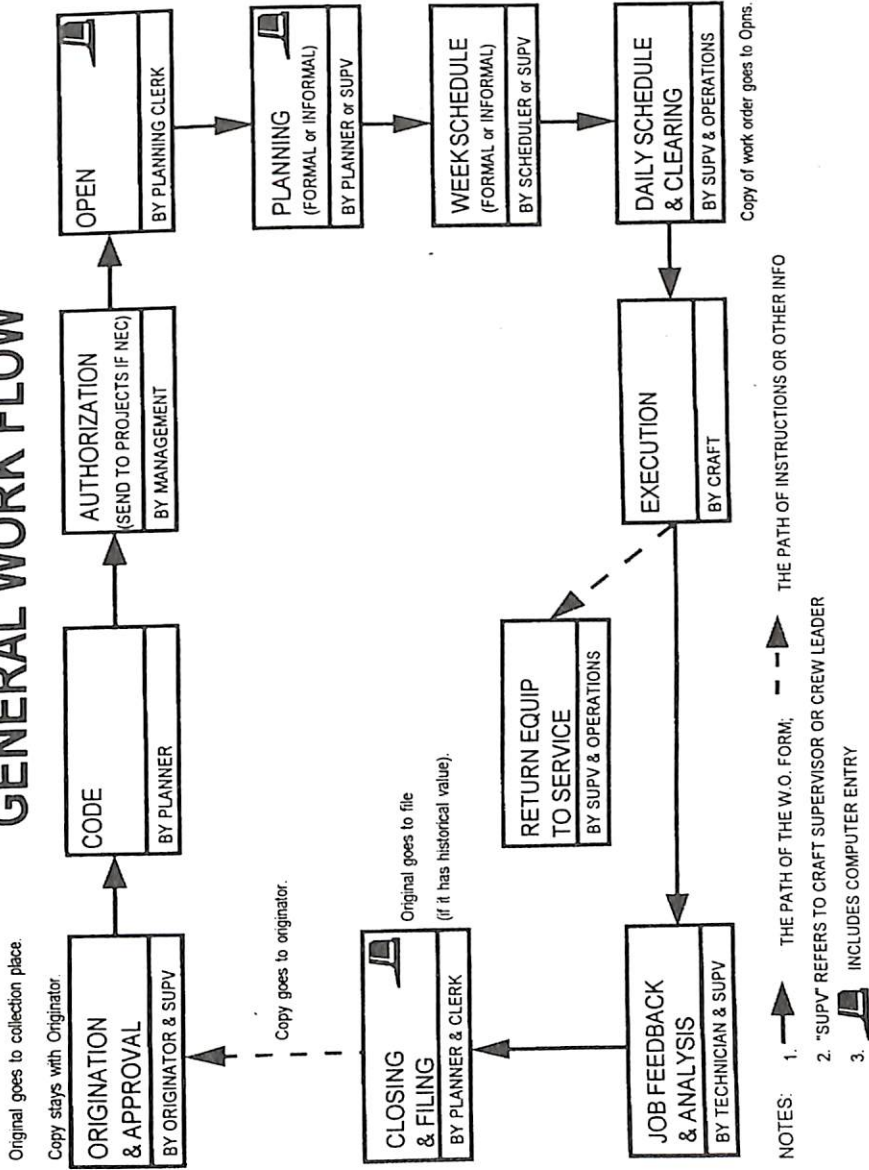 GENERAL WORK FLOW
Original goes to collection place.
Copy stays with Originator.
ORIGINATION
& APPROVAL
BY ORIGINATOR & SUPV
CODE
BY PLANNER
AUTHORIZATION
(SEND TO PROJECTS IF NEC)
BY MANAGEMENT
OPEN
BY PLANNING CLERK
PLANNING
(FORMAL or INFORMAL)
BY PLANNER or SUPV
WEEK SCHEDULE
(FORMAL or INFORMAL)
BY SCHEDULER or SUPV
DAILY SCHEDULE
& CLEARING
BY SUPV & OPERATIONS
Copy of work order goes to Opns.
EXECUTION
BY CRAFT
RETURN EQUIP
TO SERVICE
BY SUPV & OPERATIONS
JOB FEEDBACK
& ANALYSIS
BY TECHNICIAN & SUPV
CLOSING
& FILING
BY PLANNER & CLERK
Original goes to file
(if it has historical value).
Copy goes to originator.
NOTES: 1. THE PATH OF THE W.O. FORM; THE PATH OF INSTRUCTIONS OR OTHER INFO
2. "SUPV" REFERS TO CRAFT SUPERVISOR OR CREW LEADER
3. INCLUDES COMPUTER ENTRY